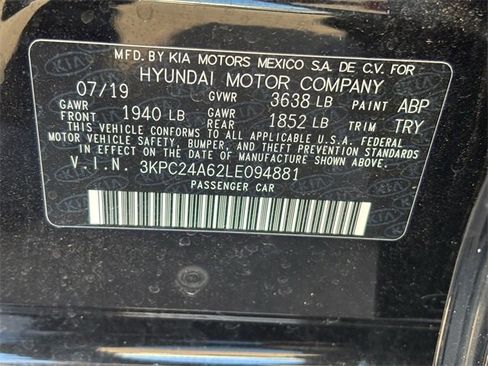 MFD. BY KIA MOTORS MEXICO S.A. DE C.V. FOR
HYUNDAI MOTOR COMPANY
07/19 GVWR 3638 LB PAINT ABP
GAWR FRONT 1940 LB GAWR REAR 1852 LB TRIM TRY
THIS VEHICLE CONFORMS TO ALL APPLICABLE U.S.A. FEDERAL
MOTOR VEHICLE SAFETY, BUMPER, AND THEFT PREVENTION STANDARDS
IN EFFECT ON THE DATE OF MANUFACTURE SHOWN ABOVE.
V.I.N. 3KPC24A62LE094881
PASSENGER CAR